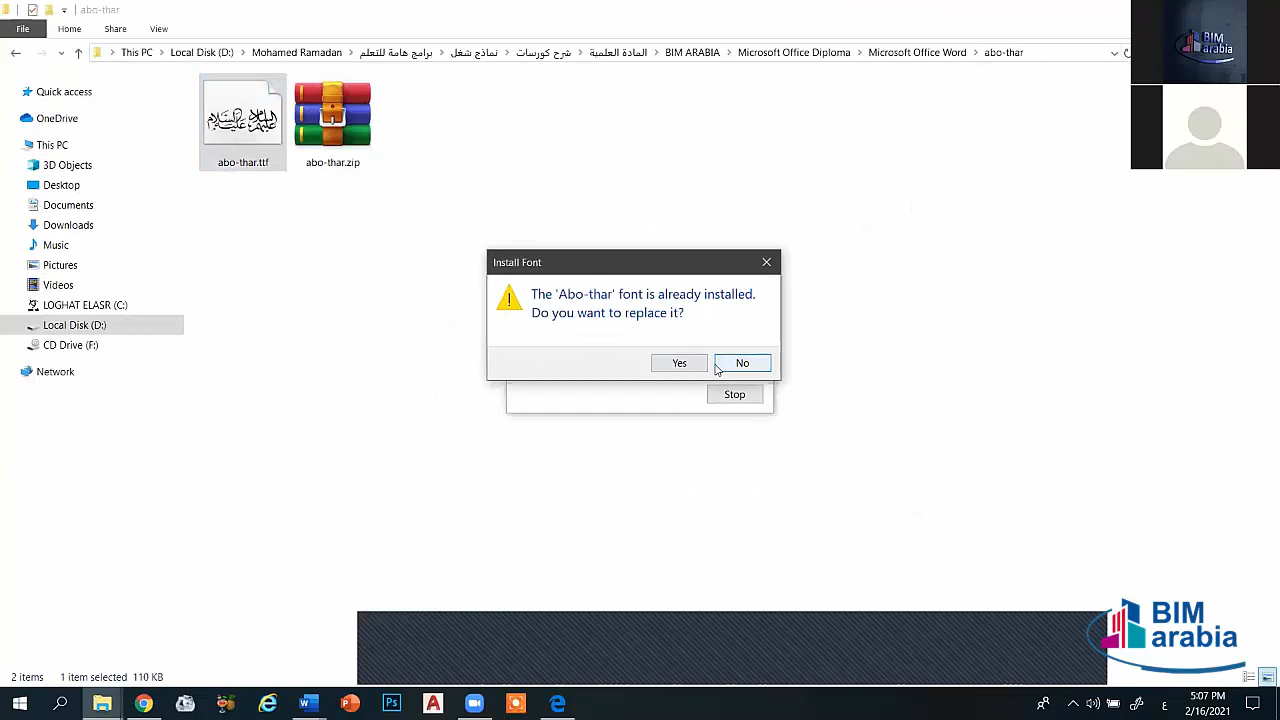 abo-thar
File Home Share View
This PC Local Disk (D:) Mohamed Ramadan برامج هامة للتعلم نماذج شغل شرح كورسات المادة العلمية BIM ARABIA Microsoft Office Diploma Microsoft Office Word abo-thar
BIM
arabia
Quick access
OneDrive
This PC
3D Objects
Desktop
Documents
Downloads
Music
Pictures
Videos
LOGHAT ELASR (C:)
Local Disk (D:)
CD Drive (F:)
Network
abo-thar.ttf
abo-thar.zip
Install Font
The 'Abo-thar' font is already installed.
Do you want to replace it?
Yes No
Stop
BIM
arabia
2 items 1 item selected 110 KB
5:07 PM
2/16/2021